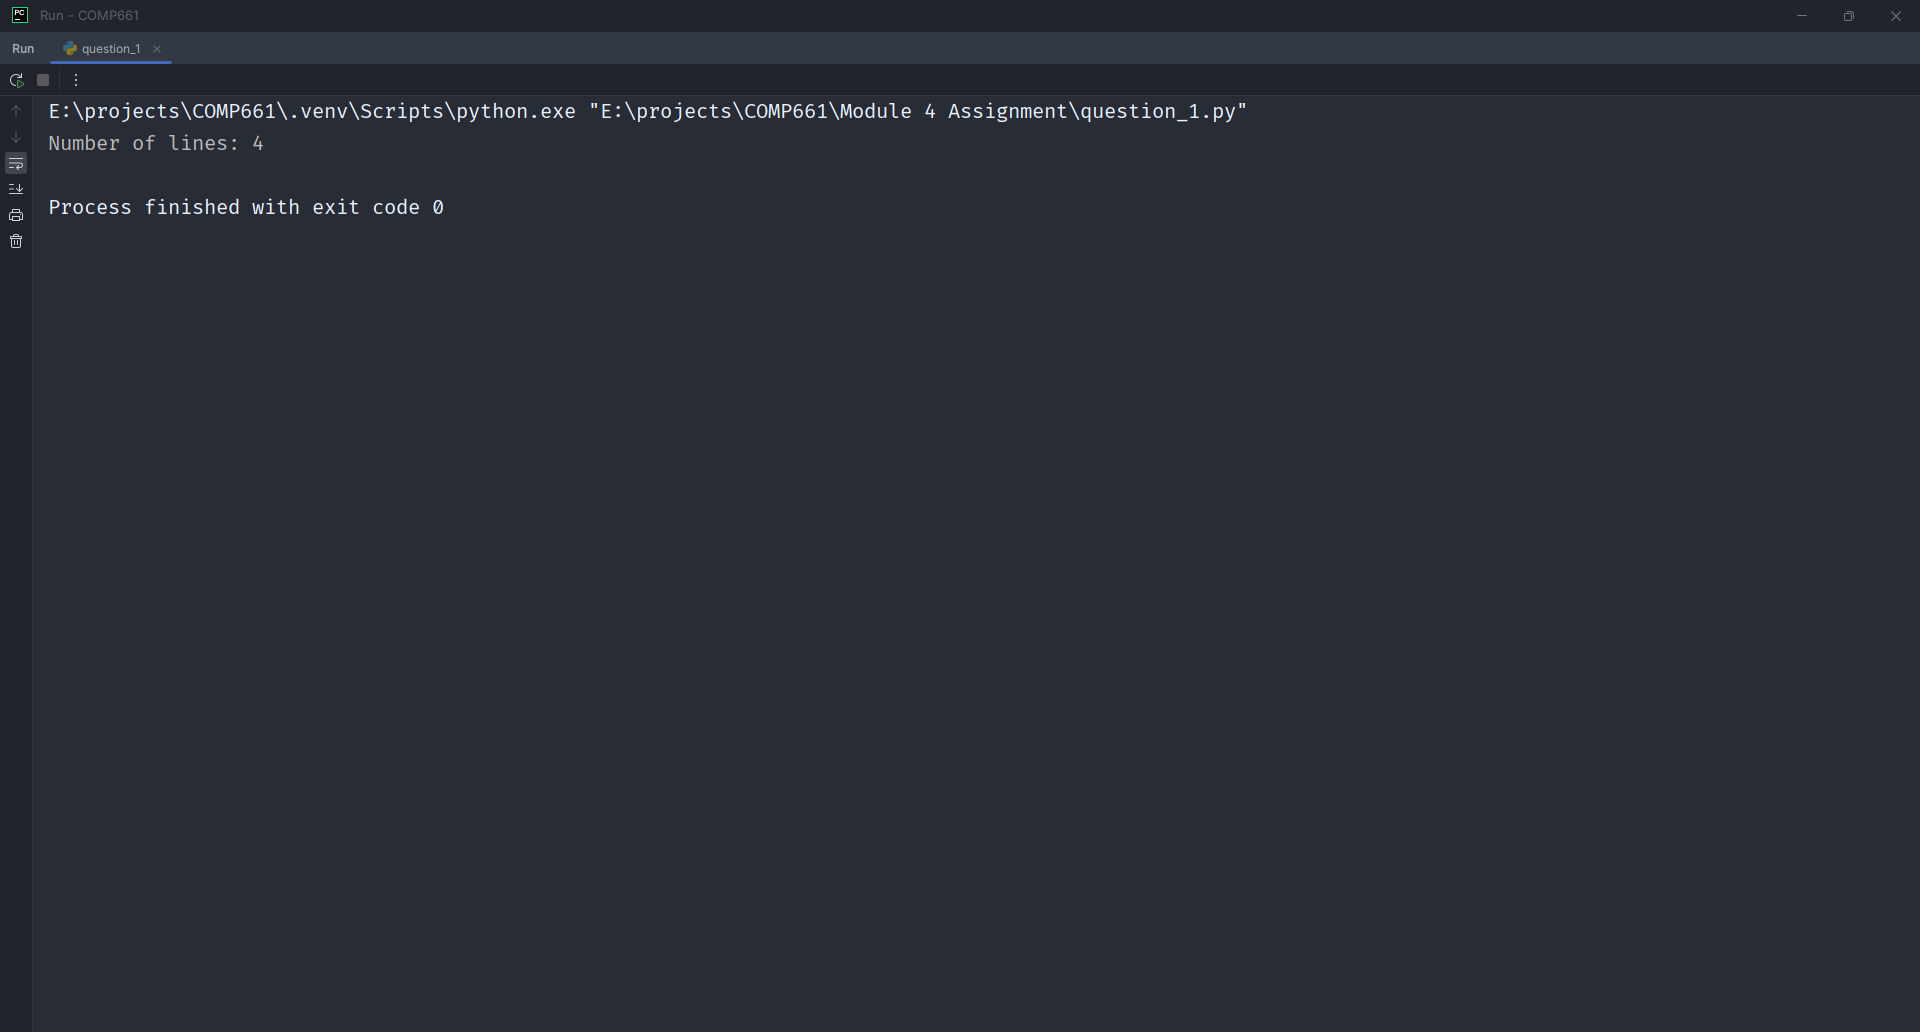 PC Run - COMP661
Run question_1
E:\projects\COMP661\.venv\Scripts\python.exe "E:\projects\COMP661\Module 4 Assignment\question_1.py"
Number of lines: 4
Process finished with exit code 0